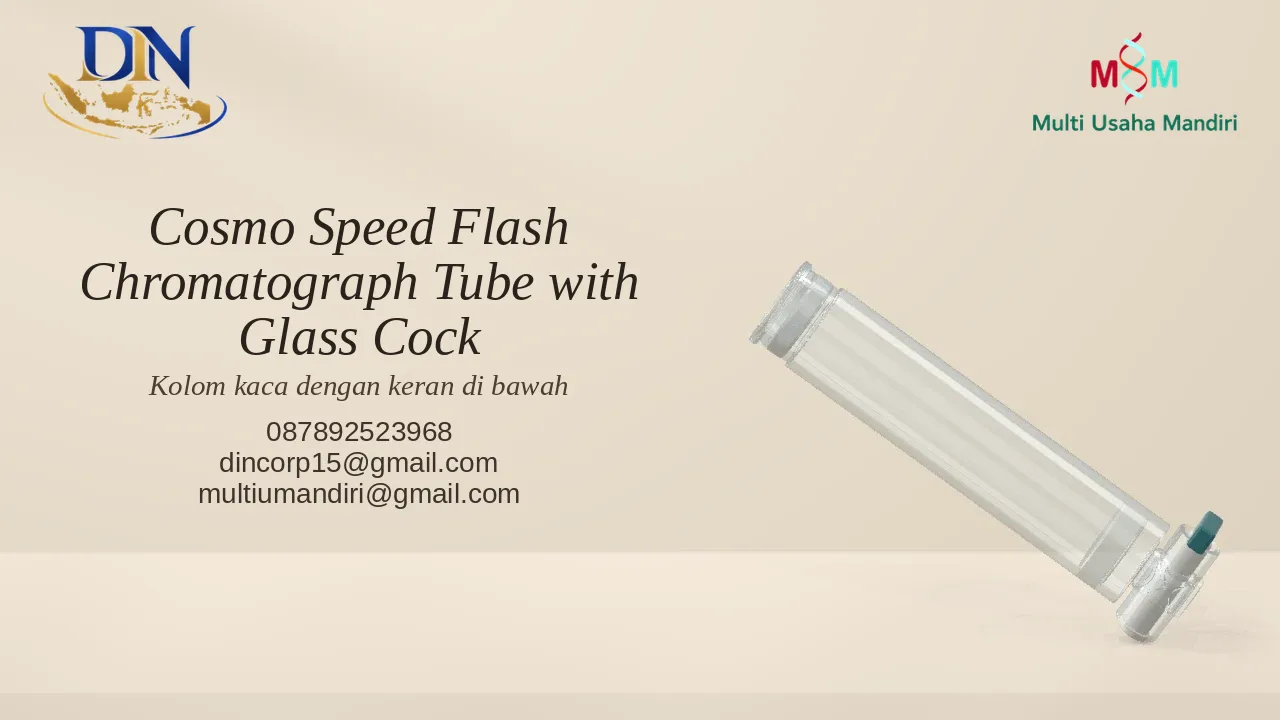 DIN
MSM
Multi Usaha Mandiri
Cosmo Speed Flash
Chromatograph Tube with
Glass Cock
Kolom kaca dengan keran di bawah
087892523968
dincorp15@gmail.com
multiumandiri@gmail.com